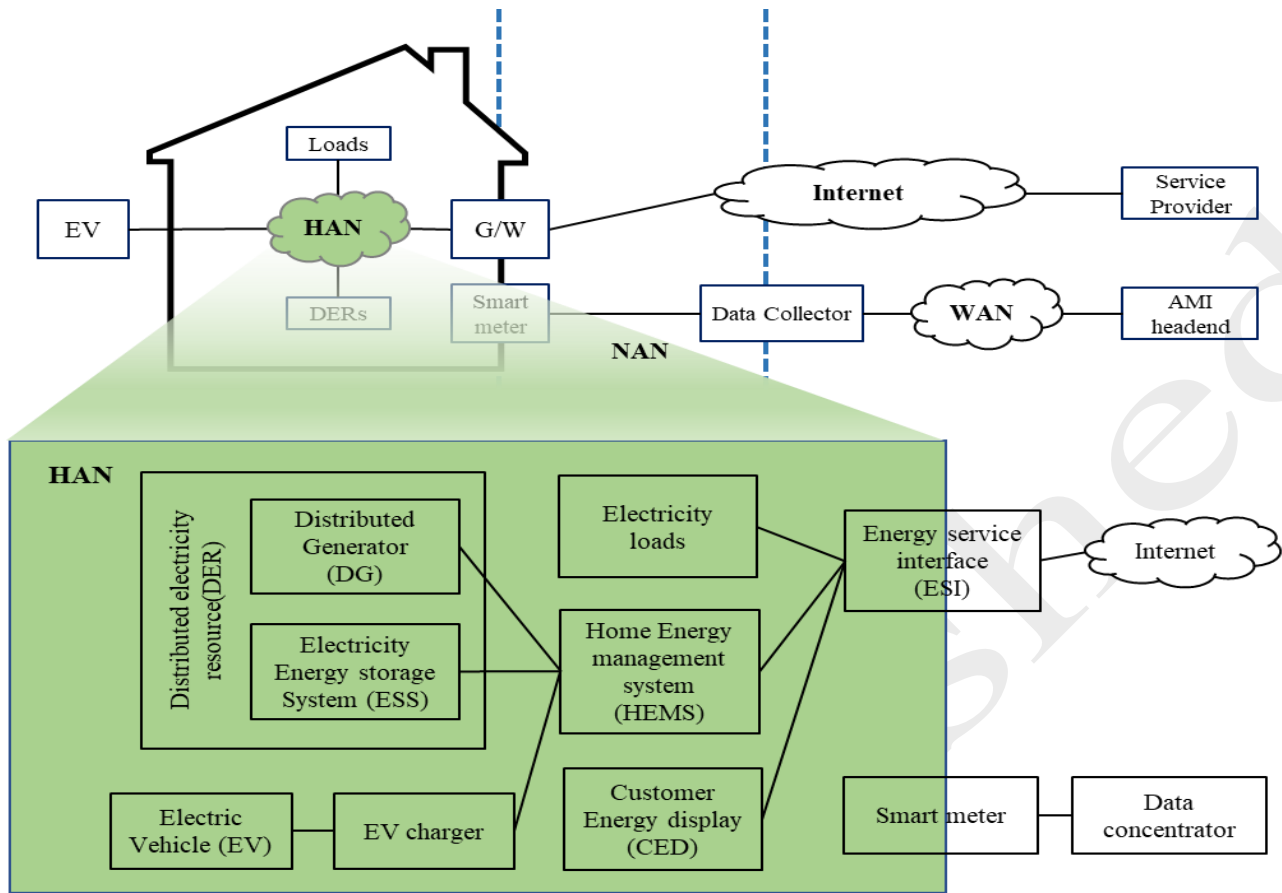 Loads
EV
HAN
G/W
Internet
Service
Provider
DERs
Smart
meter
Data Collector
WAN
AMI
headend
NAN
HAN
Distributed electricity
resource(DER)
Distributed
Generator
(DG)
Electricity
Energy storage
System (ESS)
Electricity
loads
Home Energy
management
system
(HEMS)
Energy service
interface
(ESI)
Internet
Electric
Vehicle (EV)
EV charger
Customer
Energy display
(CED)
Smart meter
Data
concentrator
shed